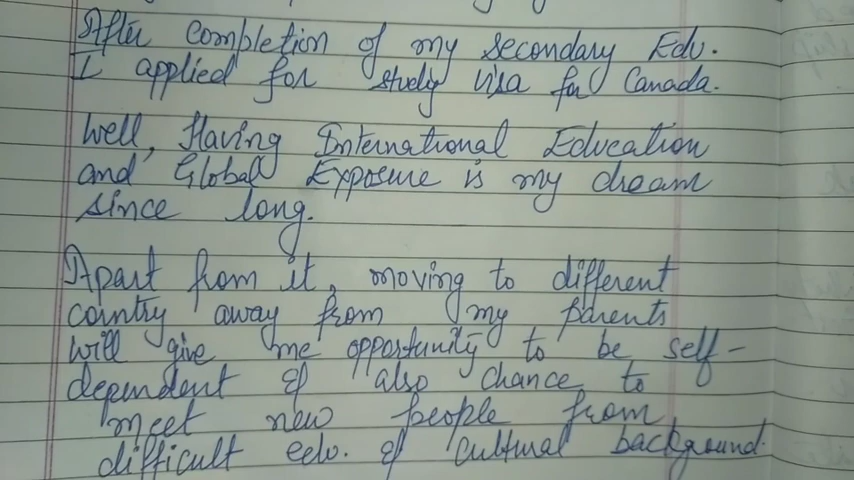 After completion of my secondary Edu.
I applied for study visa for Canada.
Well, Having International Education
and Global Exposure is my dream
since long.
Apart from it, moving to different
country away from my parents
will give me opportunity to be self-
dependent & also chance to
meet new people from
difficult edu. & cultural background.